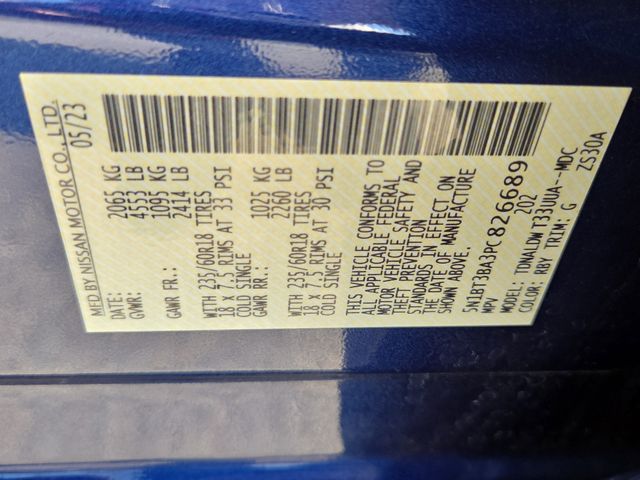 MFD BY NISSAN MOTOR CO., LTD.
DATE: 05/23
GVWR: 2065 KG
4553 LB
GAWR FR.: 1095 KG
2414 LB
WITH 235/60R18 TIRES
18 X 7.5 RIMS AT 33 PSI
COLD SINGLE
GAWR RR.: 1025 KG
2260 LB
WITH 235/60R18 TIRES
18 X 7.5 RIMS AT 30 PSI
COLD SINGLE
THIS VEHICLE CONFORMS TO
ALL APPLICABLE FEDERAL
MOTOR VEHICLE SAFETY AND
THEFT PREVENTION
STANDARDS IN EFFECT ON
THE DATE OF MANUFACTURE
SHOWN ABOVE.
5N1BT3BA3PC826689
MPV 202
MODEL: TDNALDW T33UUA--MDC
COLOR: RBY TRIM: G
ZS30A